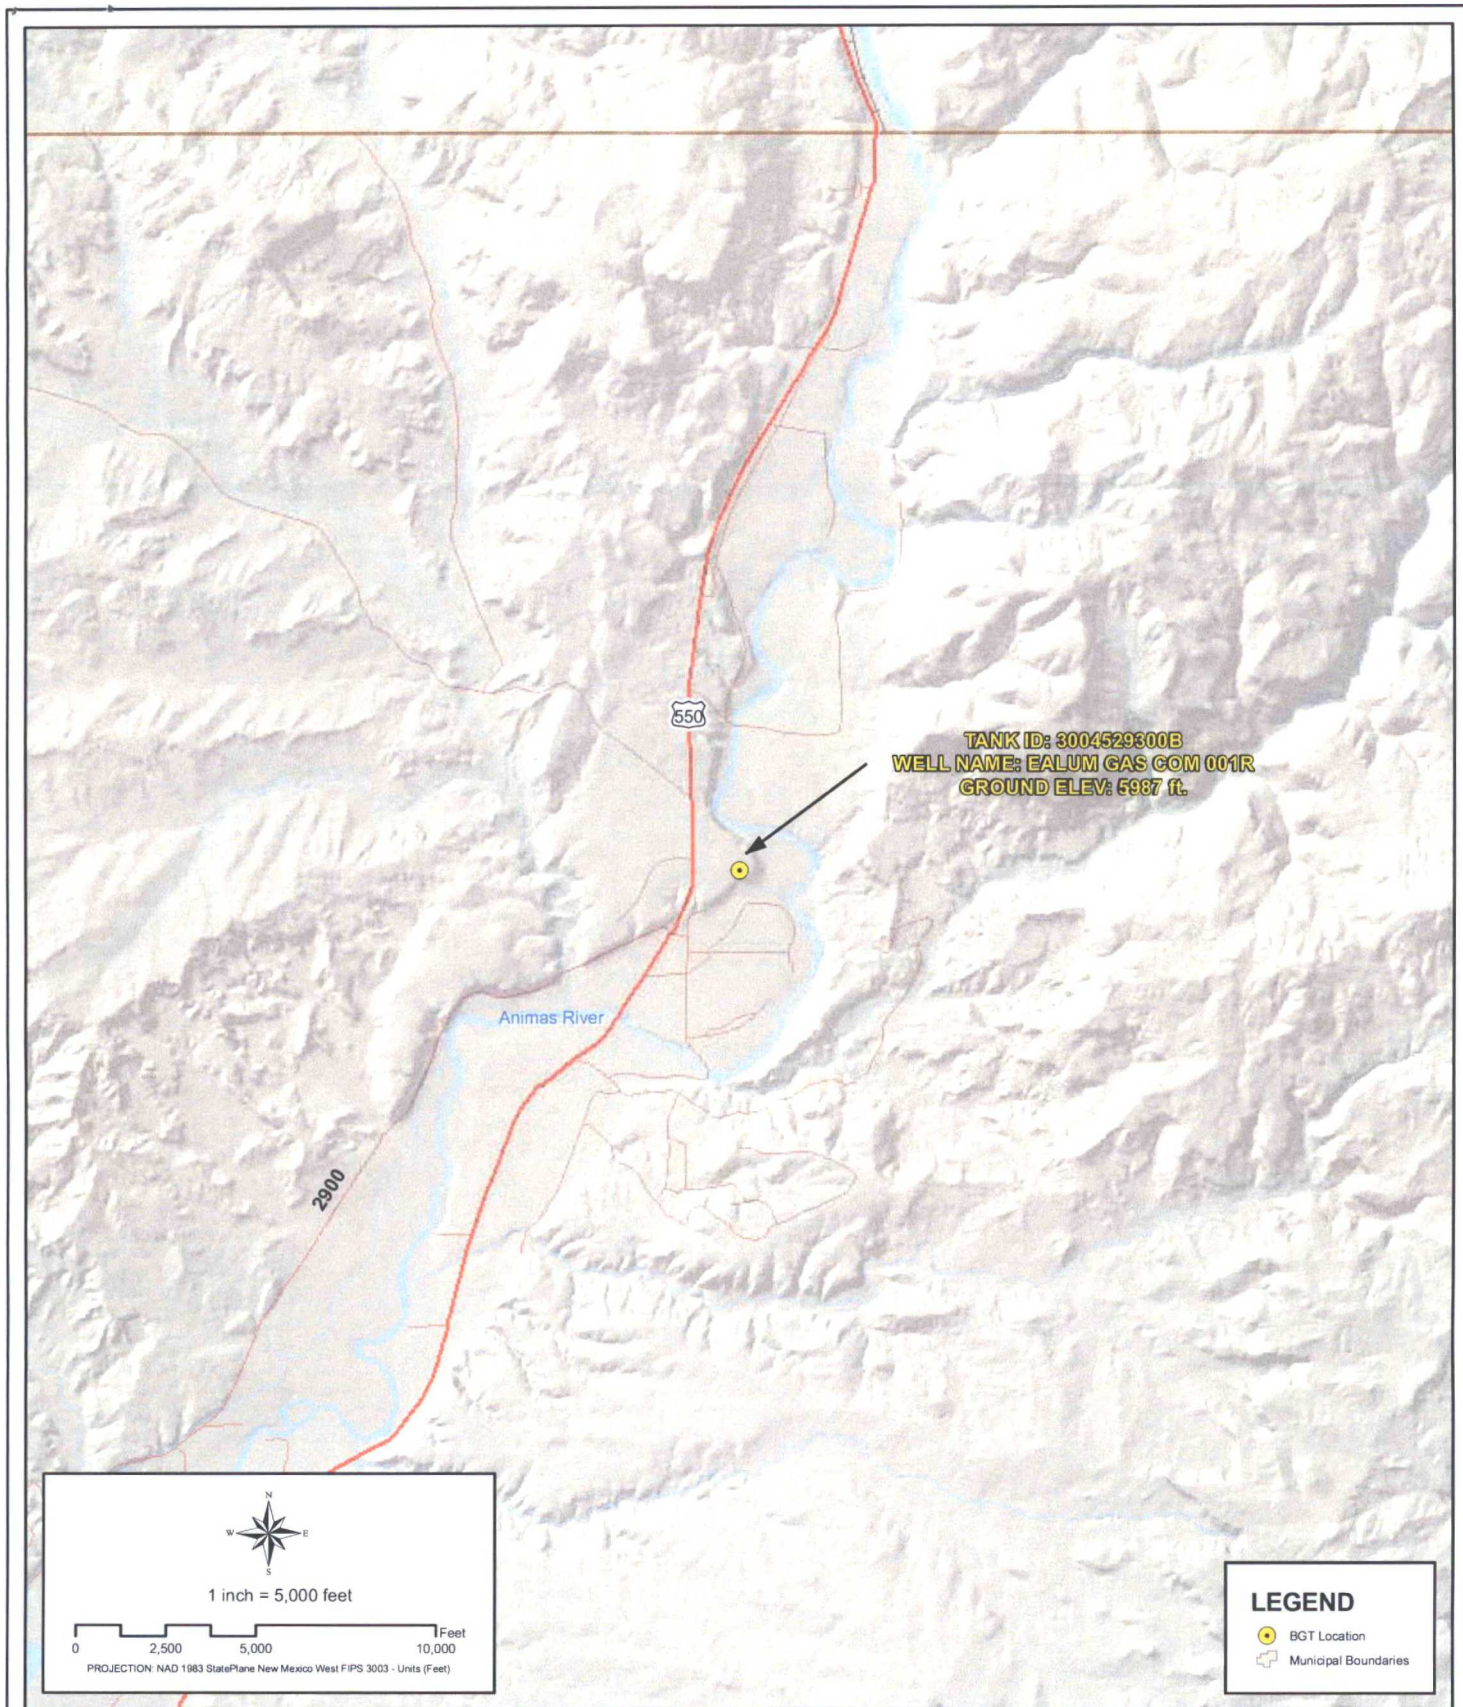 550
TANK ID: 3004529300B
WELL NAME: EALUM GAS COM 001R
GROUND ELEV: 5987 ft.
Animas River
2900
N
W E
S
1 inch = 5,000 feet
Feet
0 2,500 5,000 10,000
PROJECTION: NAD 1983 StatePlane New Mexico West FIPS 3003 - Units (Feet)
LEGEND
BGT Location
Municipal Boundaries